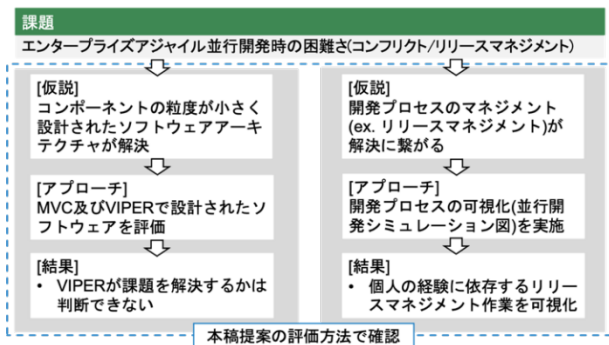 課題
エンタープライズアジャイル並行開発時の困難さ(コンフリクト/リリースマネジメント)
[仮説]
コンポーネントの粒度が小さく
設計されたソフトウェアアーキ
テクチャが解決
[アプローチ]
MVC及びVIPERで設計されたソ
フトウェアを評価
[結果]
• VIPERが課題を解決するかは
判断できない
[仮説]
開発プロセスのマネジメント
(ex. リリースマネジメント)が
解決に繋がる
[アプローチ]
開発プロセスの可視化(並行開
発シミュレーション図)を実施
[結果]
• 個人の経験に依存するリリー
スマネジメント作業を可視化
本稿提案の評価方法で確認